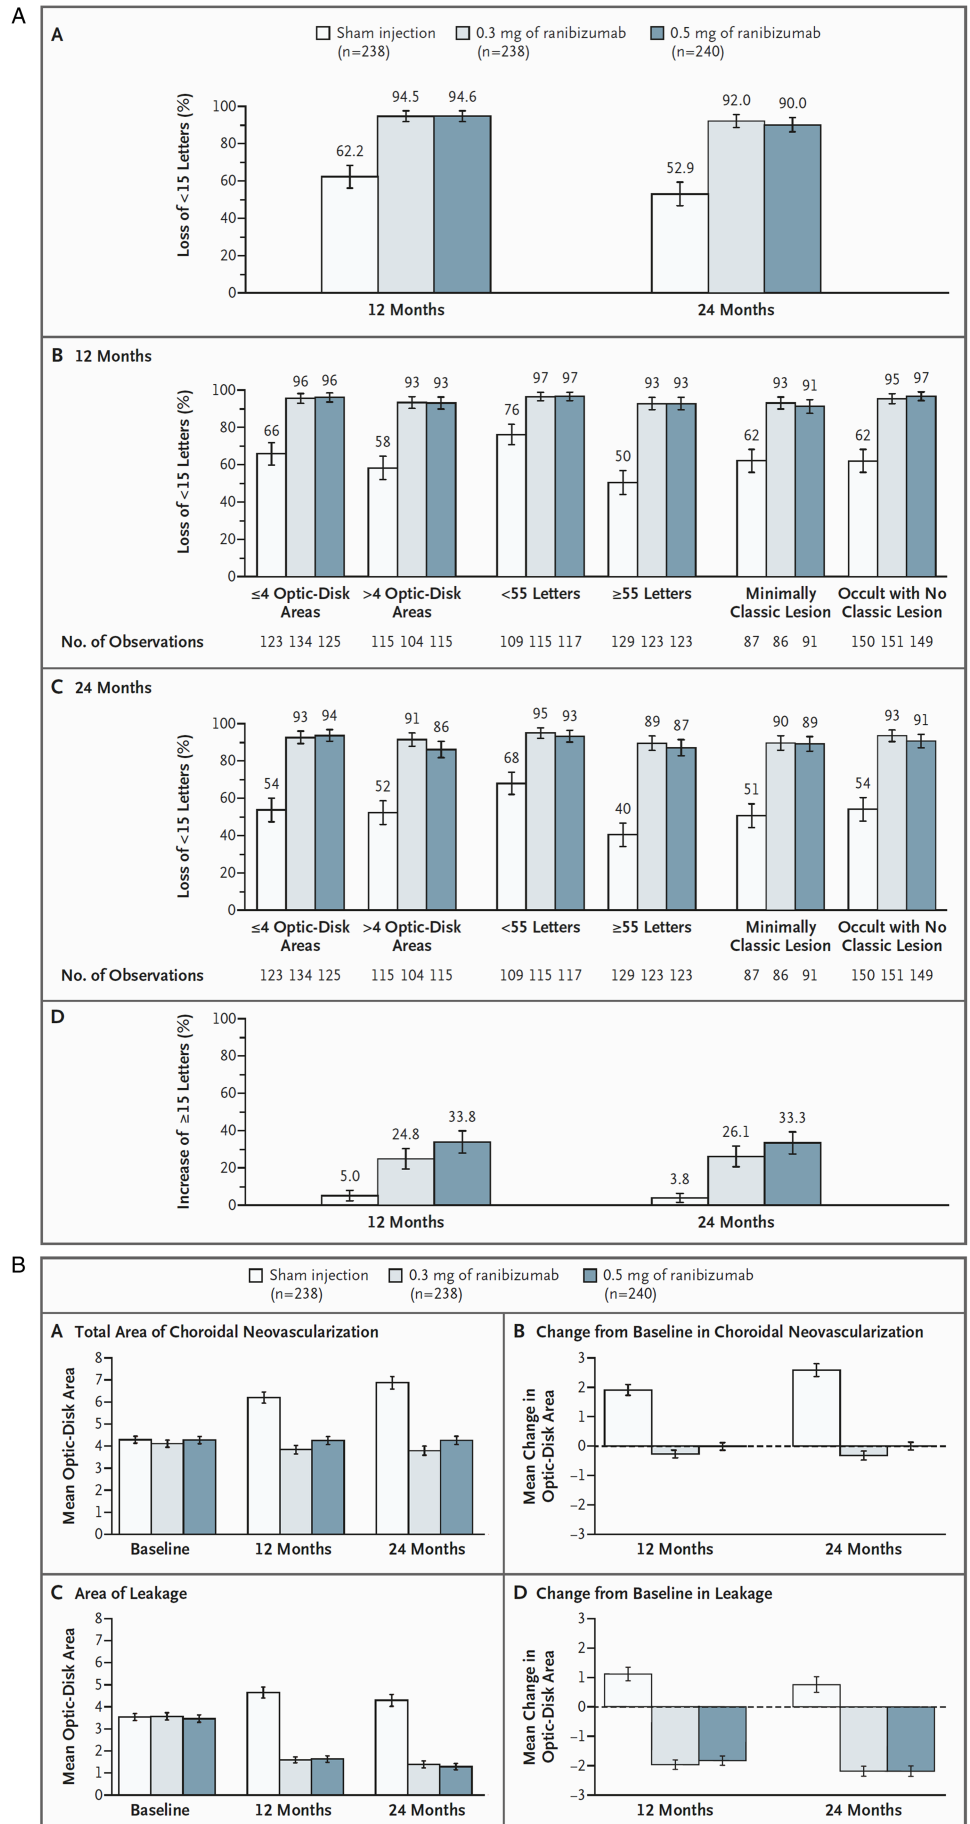 A
A
Sham injection (n=238)
0.3 mg of ranibizumab (n=238)
0.5 mg of ranibizumab (n=240)
Loss of <15 Letters (%)
100
80
60
40
20
0
62.2 94.5 94.6
52.9 92.0 90.0
12 Months 24 Months
B 12 Months
Loss of <15 Letters (%)
100
80
60
40
20
0
66 96 96
58 93 93
76 97 97
50 93 93
62 93 91
62 95 97
≤4 Optic-Disk Areas
>4 Optic-Disk Areas
<55 Letters
≥55 Letters
Minimally Classic Lesion
Occult with No Classic Lesion
No. of Observations 123 134 125 115 104 115 109 115 117 129 123 123 87 86 91 150 151 149
C 24 Months
Loss of <15 Letters (%)
100
80
60
40
20
0
54 93 94
52 91 86
68 95 93
40 89 87
51 90 89
54 93 91
≤4 Optic-Disk Areas
>4 Optic-Disk Areas
<55 Letters
≥55 Letters
Minimally Classic Lesion
Occult with No Classic Lesion
No. of Observations 123 134 125 115 104 115 109 115 117 129 123 123 87 86 91 150 151 149
D
Increase of ≥15 Letters (%)
100
80
60
40
20
0
5.0 24.8 33.8
3.8 26.1 33.3
12 Months 24 Months
B
Sham injection (n=238)
0.3 mg of ranibizumab (n=238)
0.5 mg of ranibizumab (n=240)
A Total Area of Choroidal Neovascularization
Mean Optic-Disk Area
8
7
6
5
4
3
2
1
0
Baseline 12 Months 24 Months
B Change from Baseline in Choroidal Neovascularization
Mean Change in Optic-Disk Area
3
2
1
0
–1
–2
–3
12 Months 24 Months
C Area of Leakage
Mean Optic-Disk Area
8
7
6
5
4
3
2
1
0
Baseline 12 Months 24 Months
D Change from Baseline in Leakage
Mean Change in Optic-Disk Area
3
2
1
0
–1
–2
–3
12 Months 24 Months